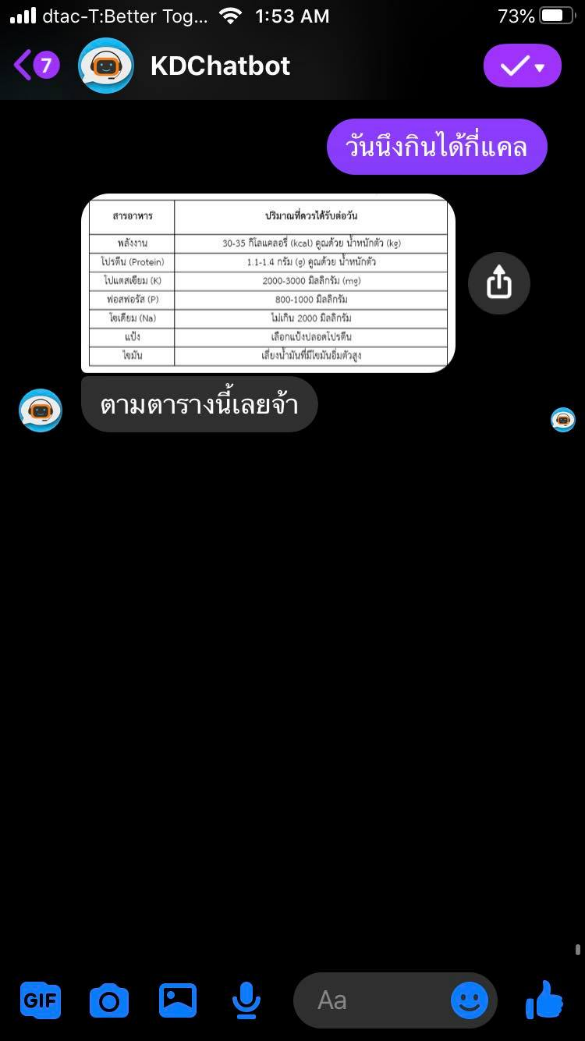 dtac-T:Better Tog... 1:53 AM 73%
7 KDChatbot
วันนึงกินได้กี่แคล
สารอาหาร ปริมาณที่ควรได้รับต่อวัน
พลังงาน 30-35 กิโลแคลอรี่ (kcal) คูณด้วย น้ำหนักตัว (kg)
โปรตีน (Protein) 1.1-1.4 กรัม (g) คูณด้วย น้ำหนักตัว
โปแตสเซียม (K) 2000-3000 มิลลิกรัม (mg)
ฟอสฟอรัส (P) 800-1000 มิลลิกรัม
โซเดียม (Na) ไม่เกิน 2000 มิลลิกรัม
แป้ง เลือกแป้งปลอดโปรตีน
ไขมัน เลี่ยงน้ำมันที่มีไขมันอิ่มตัวสูง
ตามตารางนี้เลยจ้า
GIF Aa